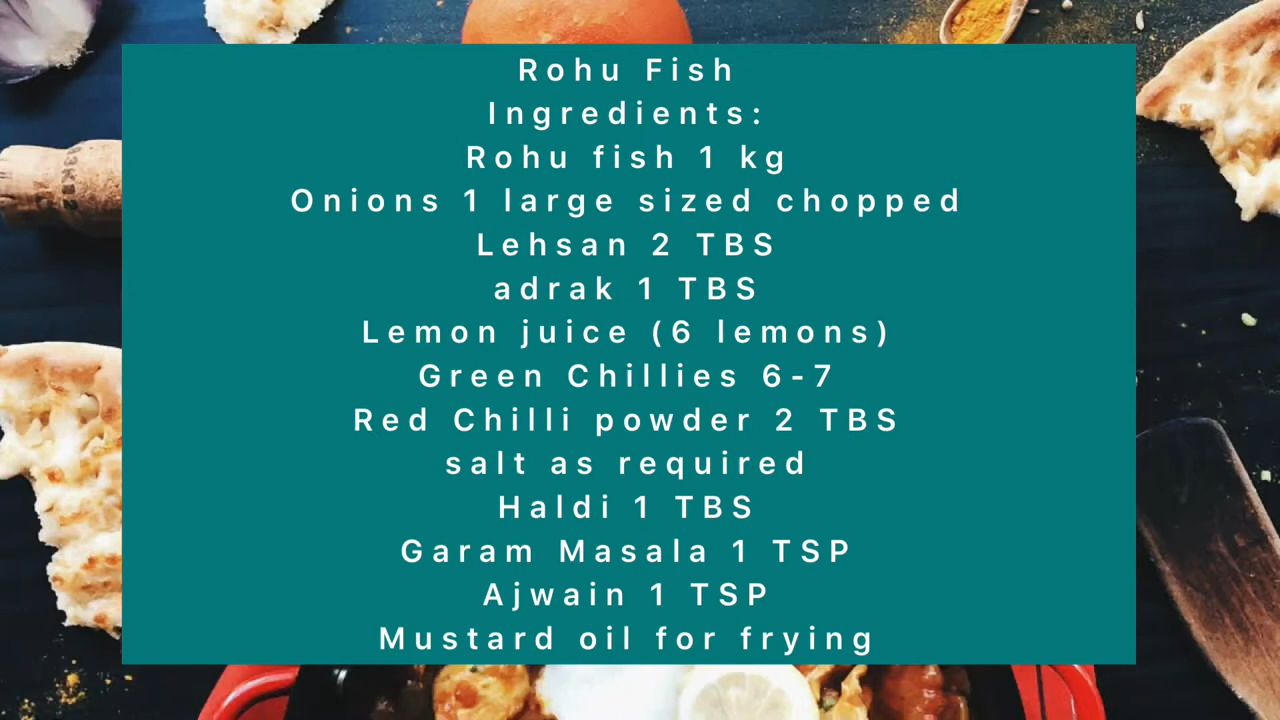 Rohu Fish
Ingredients:
Rohu fish 1 kg
Onions 1 large sized chopped
Lehsan 2 TBS
adrak 1 TBS
Lemon juice (6 lemons)
Green Chillies 6-7
Red Chilli powder 2 TBS
salt as required
Haldi 1 TBS
Garam Masala 1 TSP
Ajwain 1 TSP
Mustard oil for frying